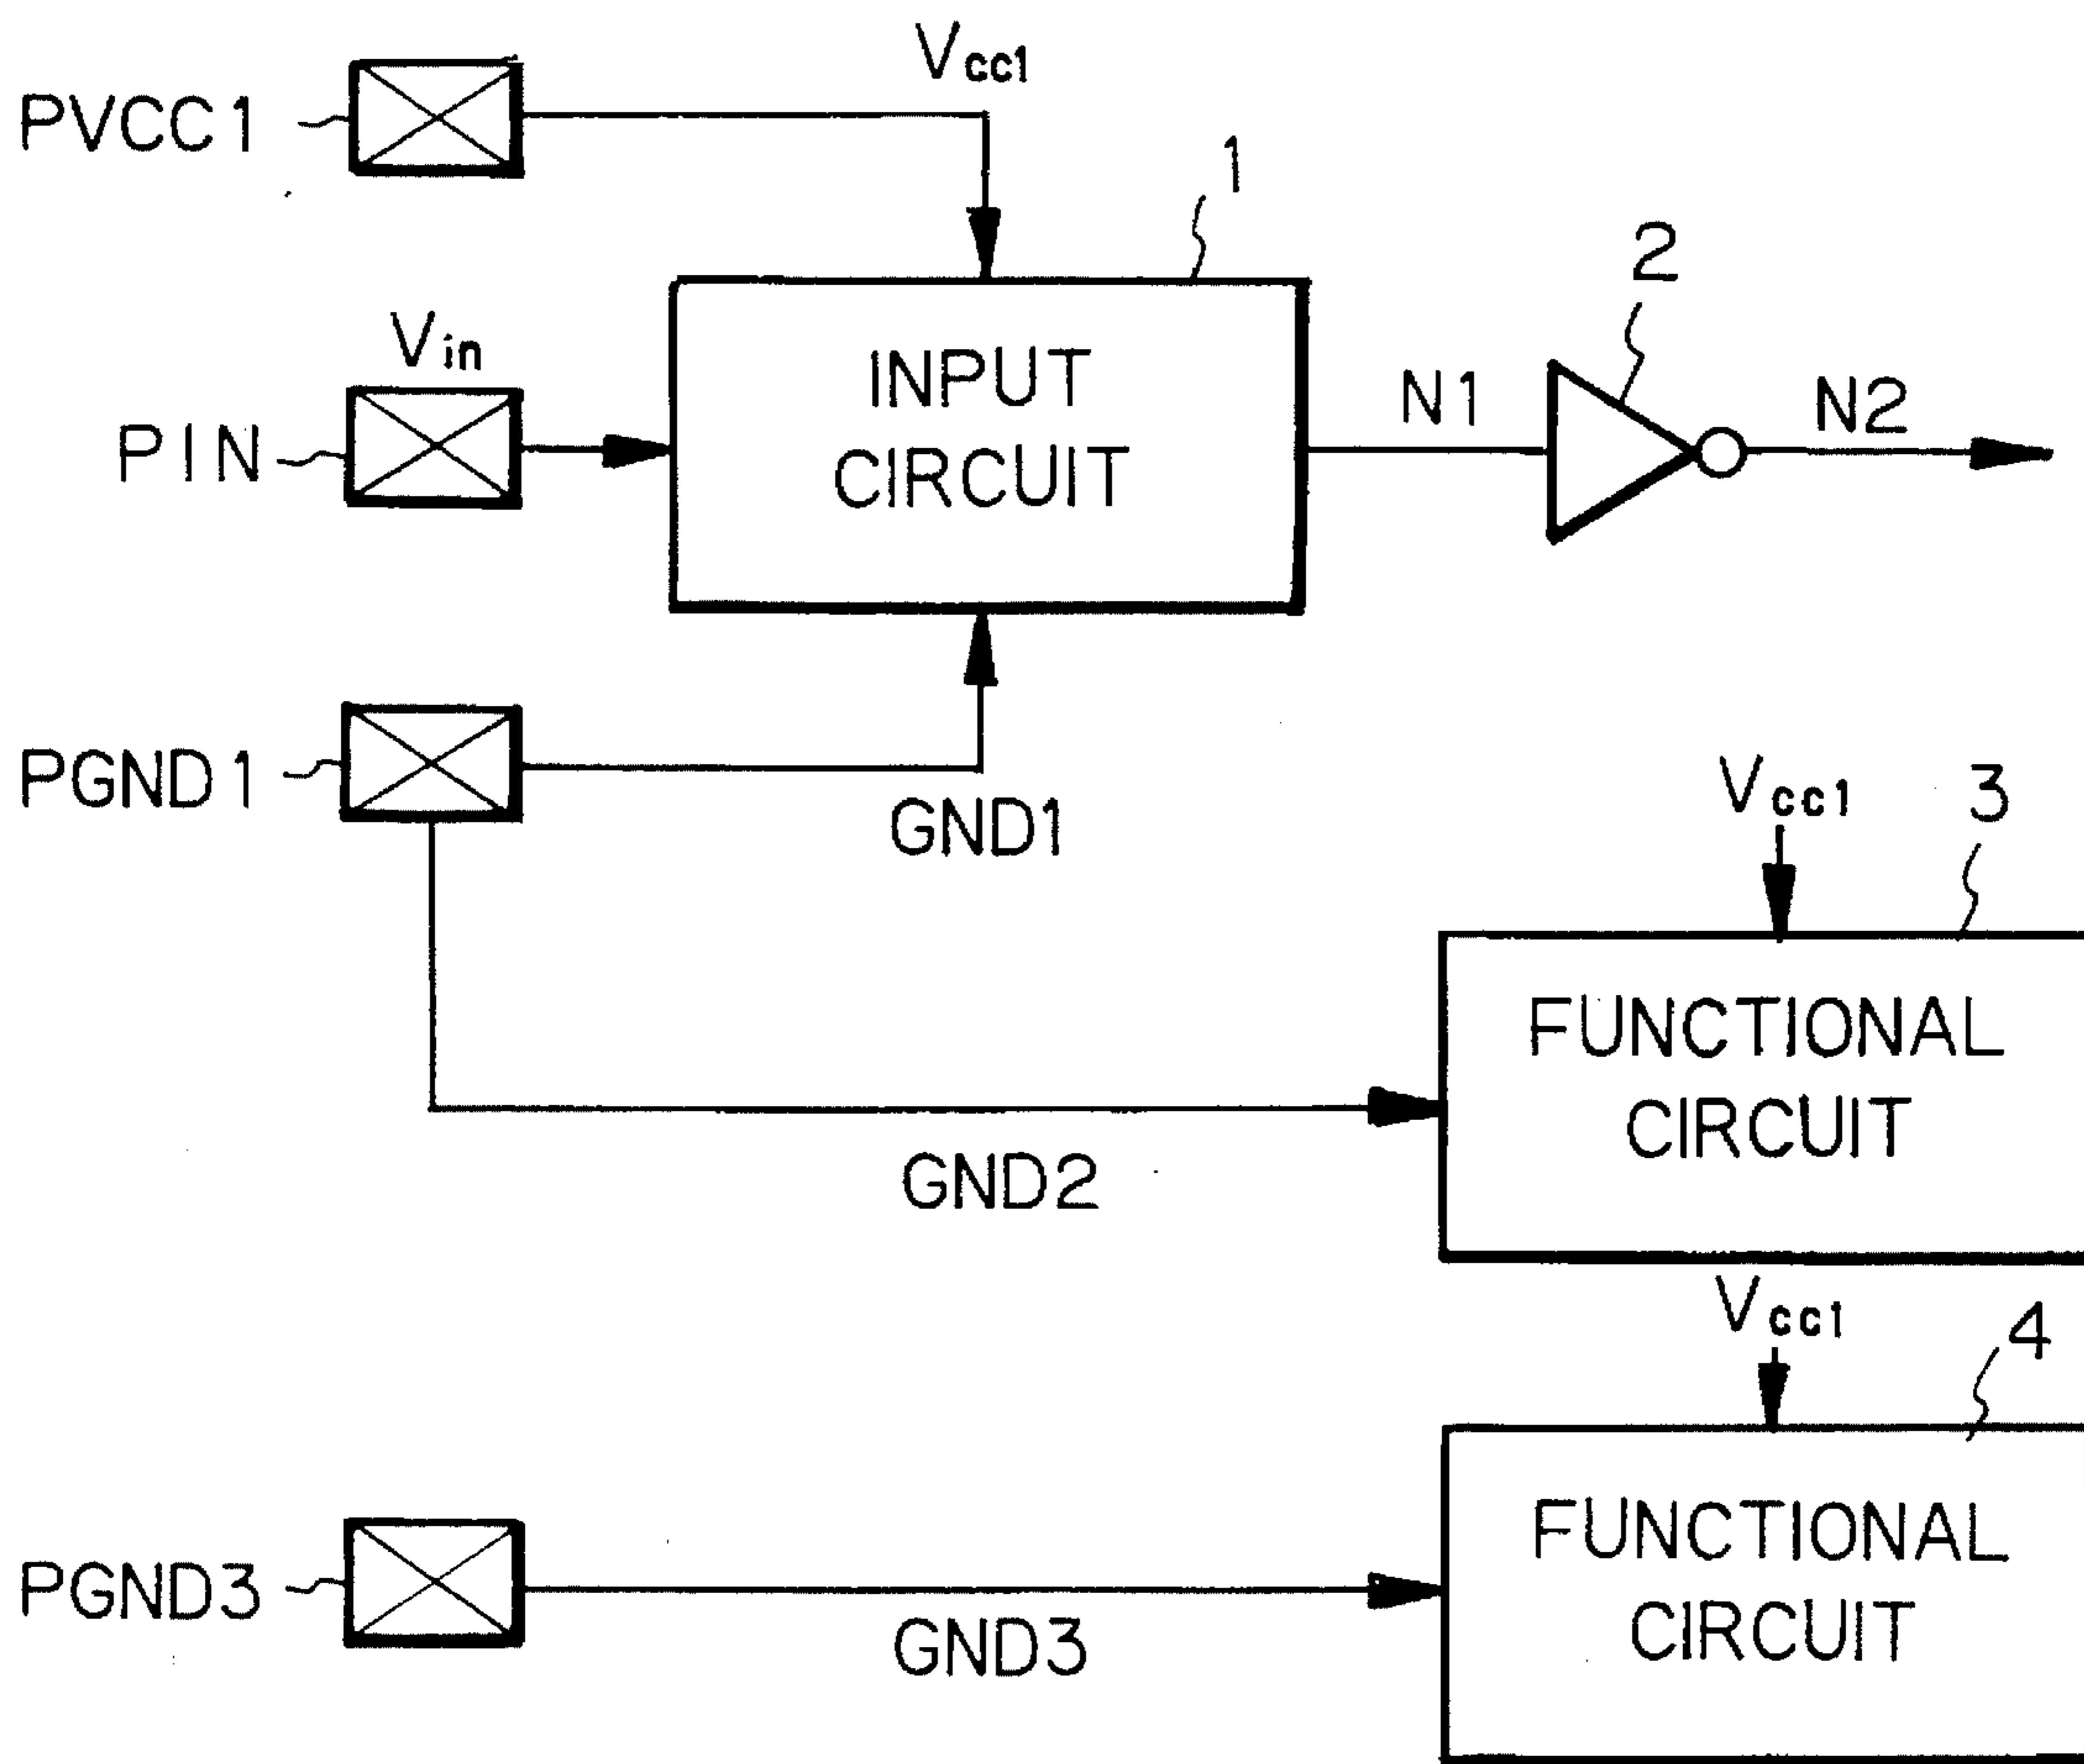 Vcc1
PVCC1
1
2
Vin
INPUT
CIRCUIT
N1
N2
PIN
PGND1
GND1
Vcc1
3
FUNCTIONAL
CIRCUIT
GND2
Vcc1
4
FUNCTIONAL
CIRCUIT
PGND3
GND3